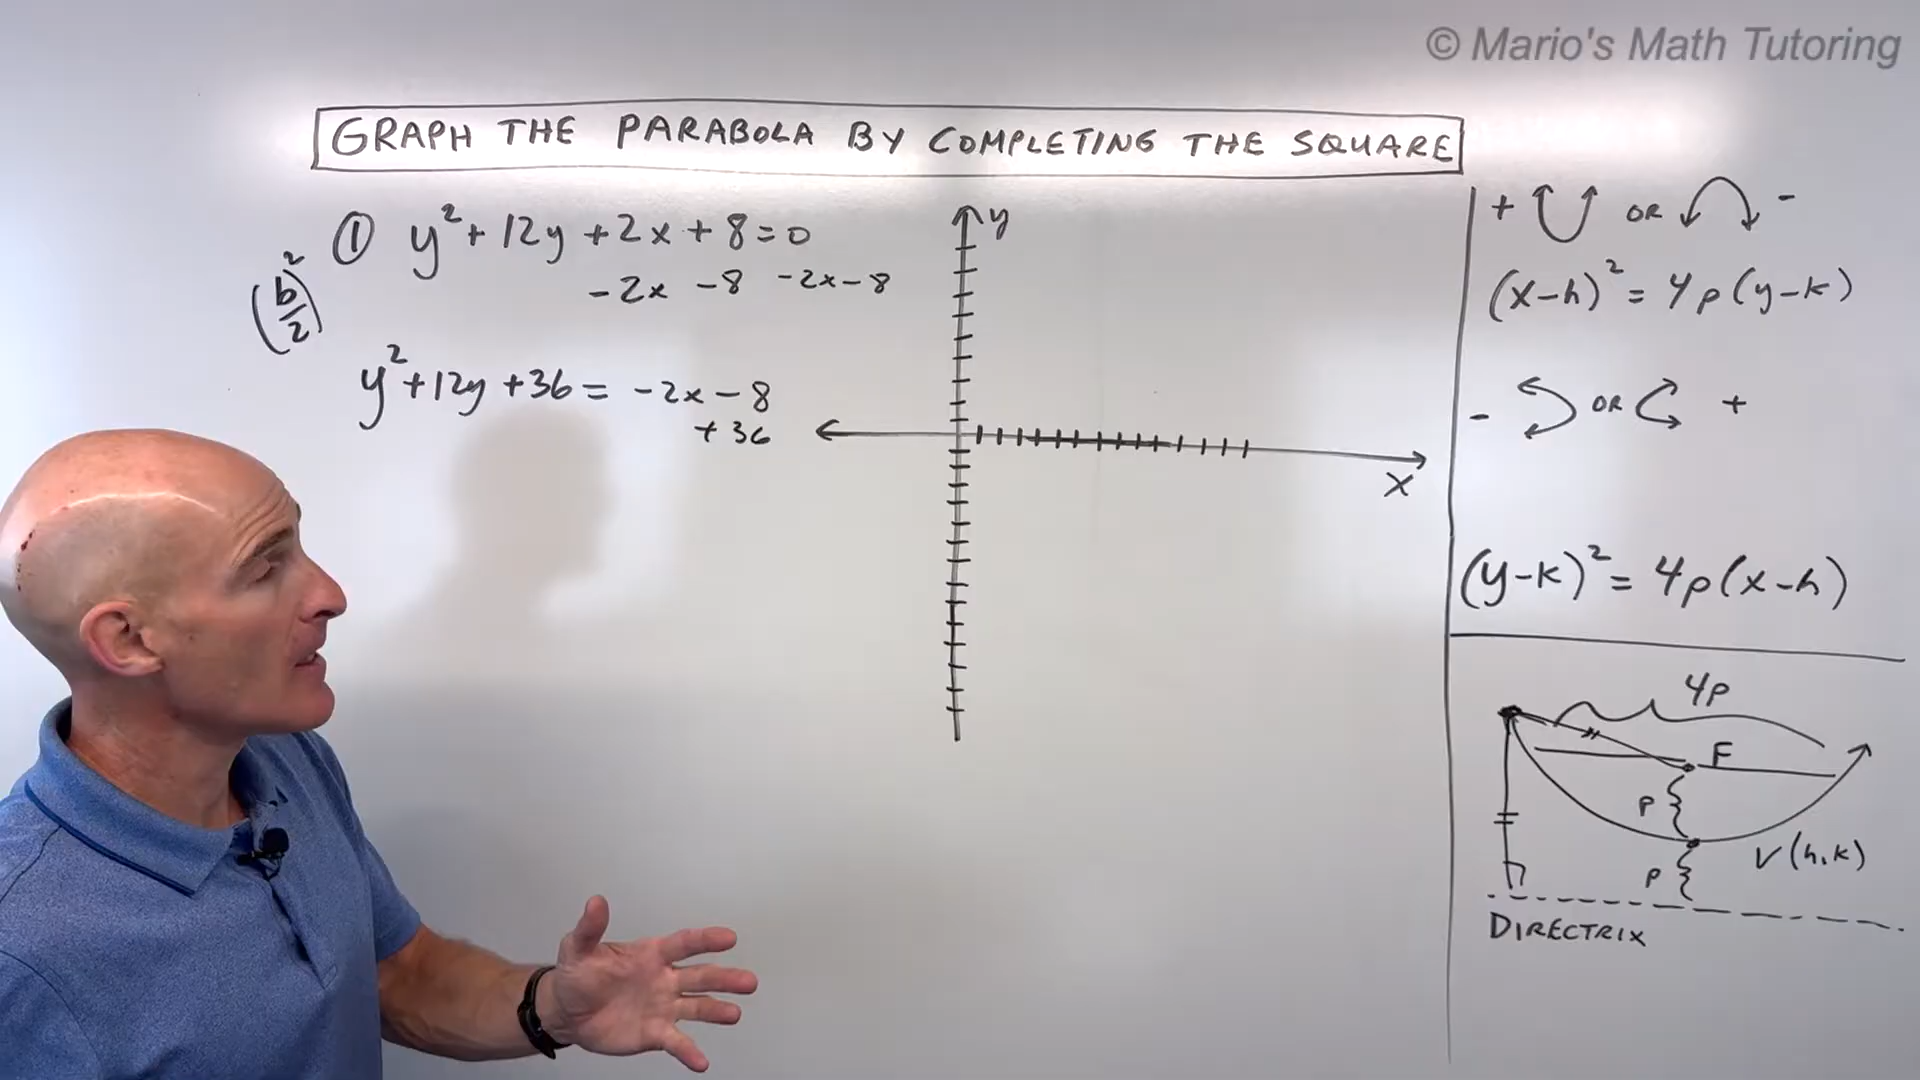 © Mario's Math Tutoring
GRAPH THE PARABOLA BY COMPLETING THE SQUARE
① y² + 12y + 2x + 8 = 0
-2x -8 -2x-8
(b/2)²
y² + 12y + 36 = -2x - 8
+ 36
y
x
+ OR -
(x-h)² = 4p(y-k)
- OR +
(y-k)² = 4p(x-h)
4p
F
p
V(h,k)
p
DIRECTRIX